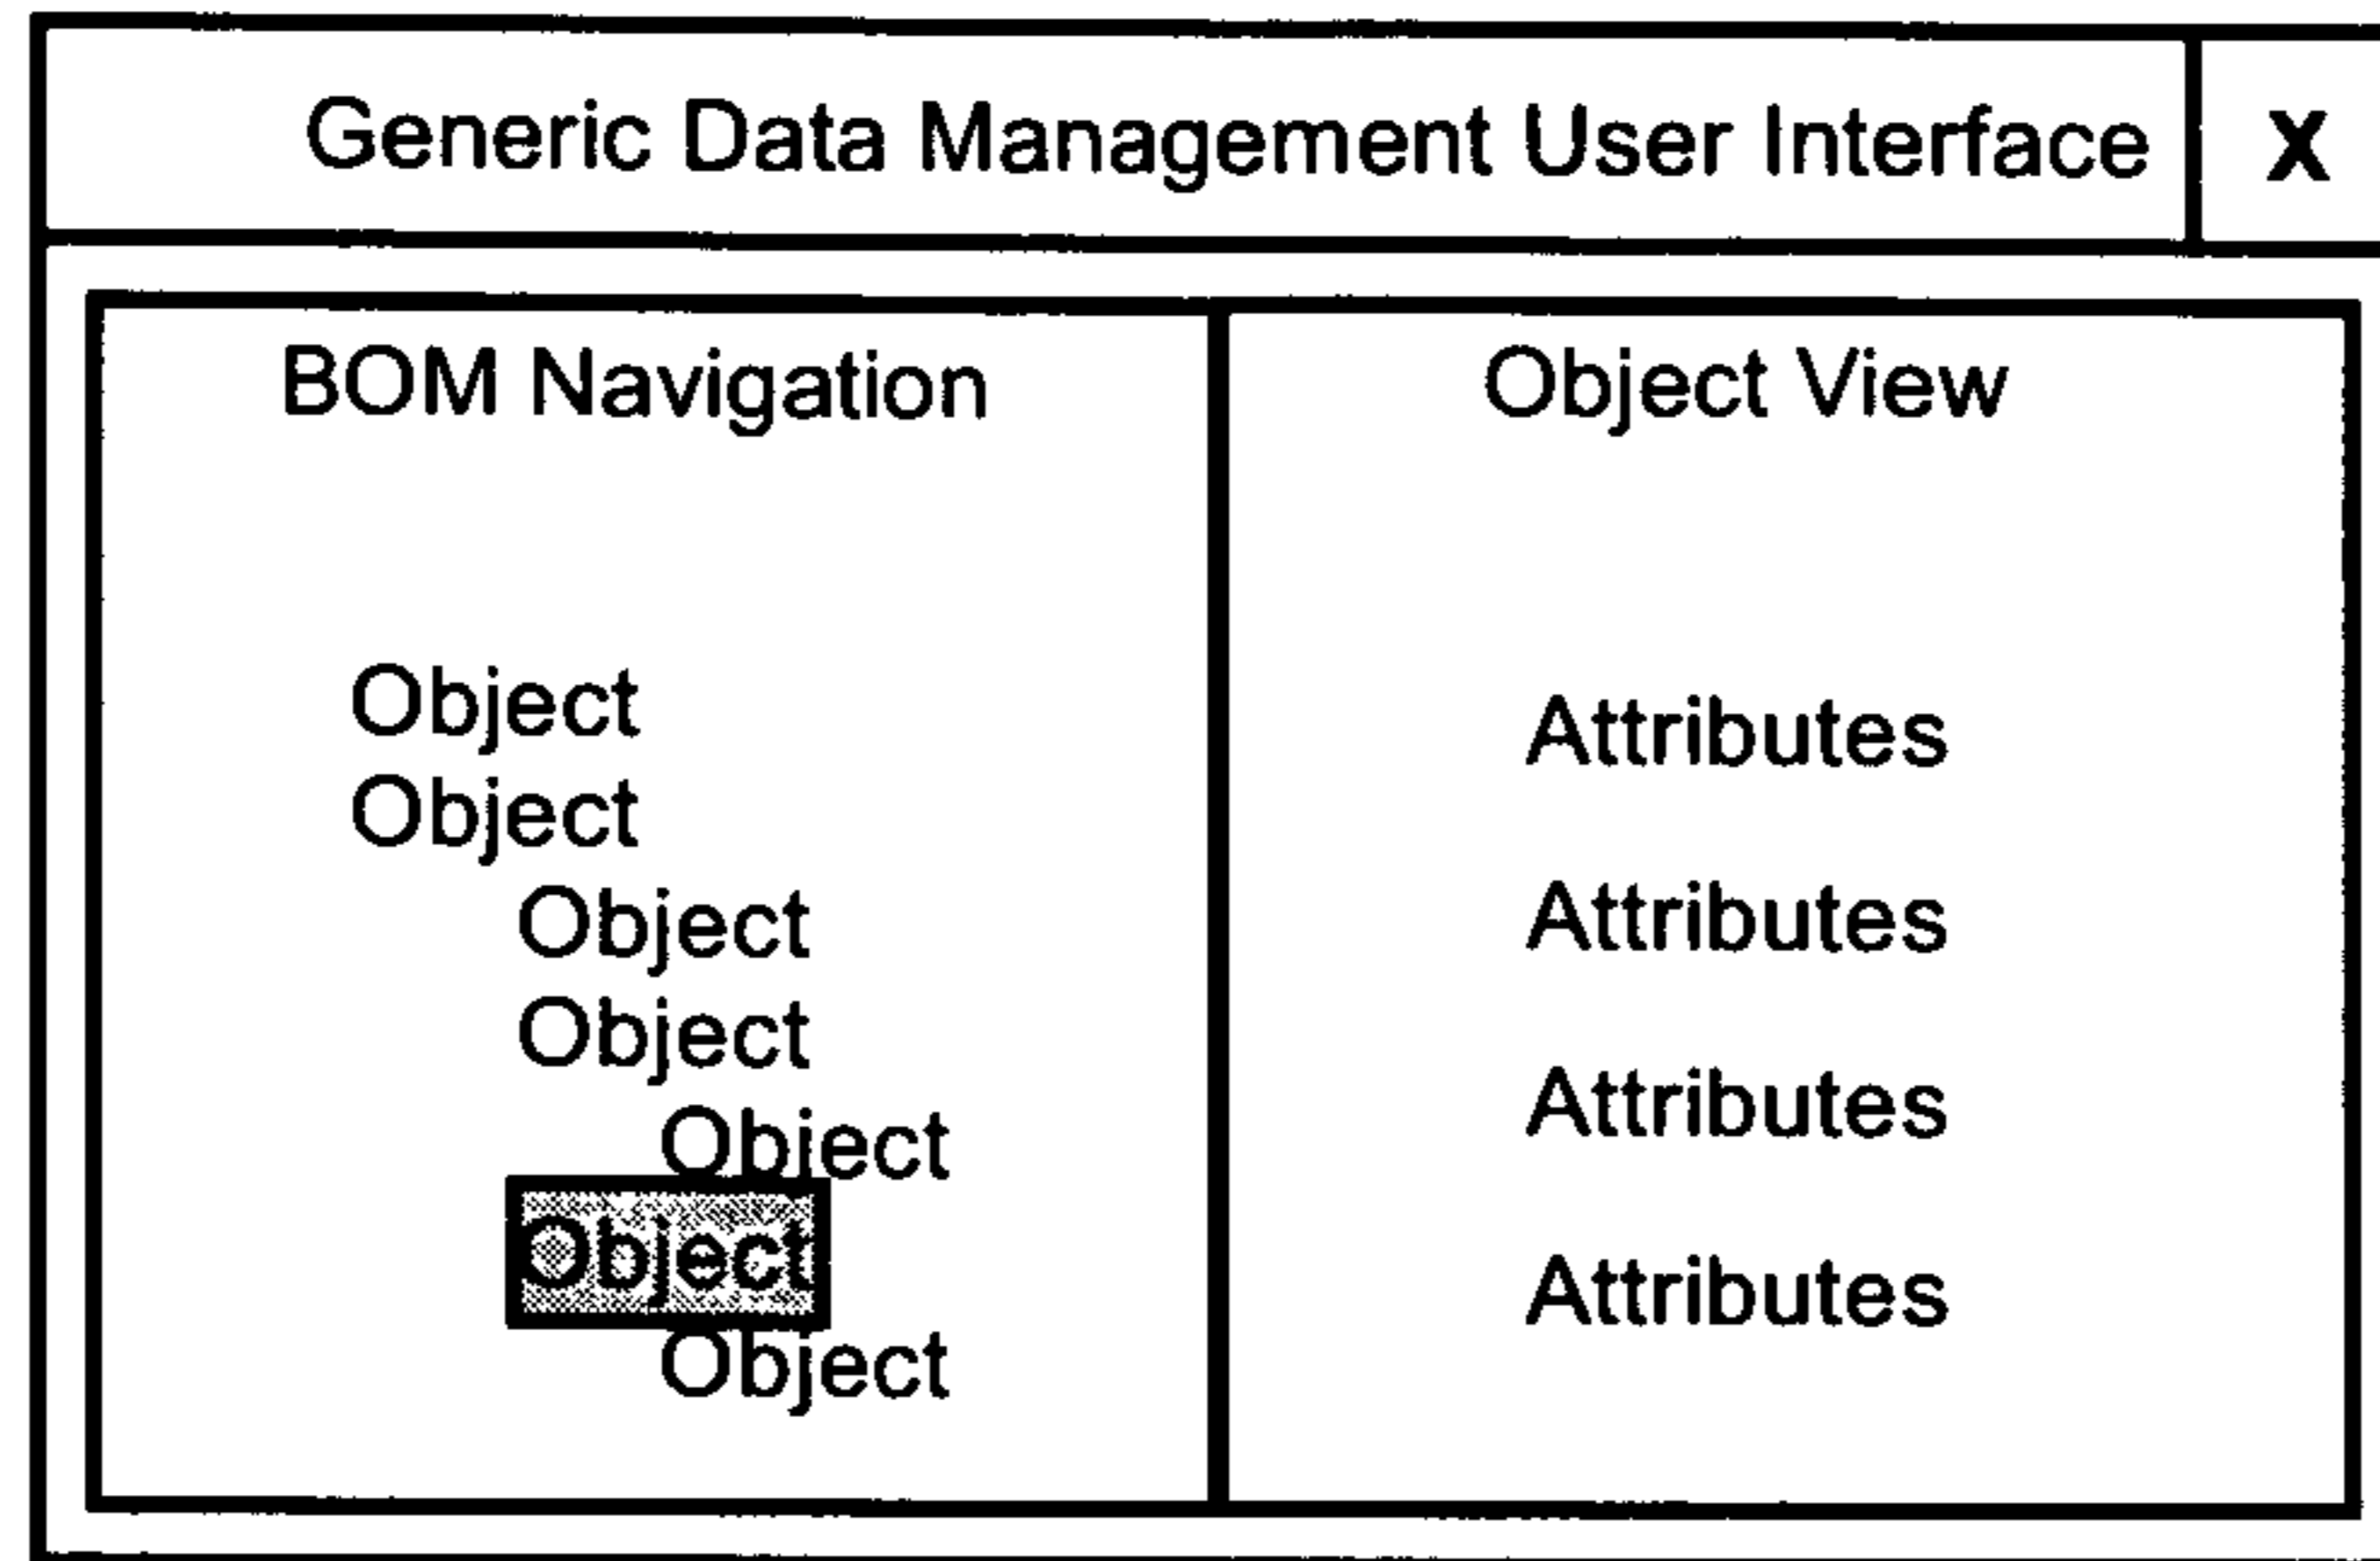 Generic Data Management User Interface X
BOM Navigation
Object
Object
Object
Object
Object
Object
Object
Object View
Attributes
Attributes
Attributes
Attributes